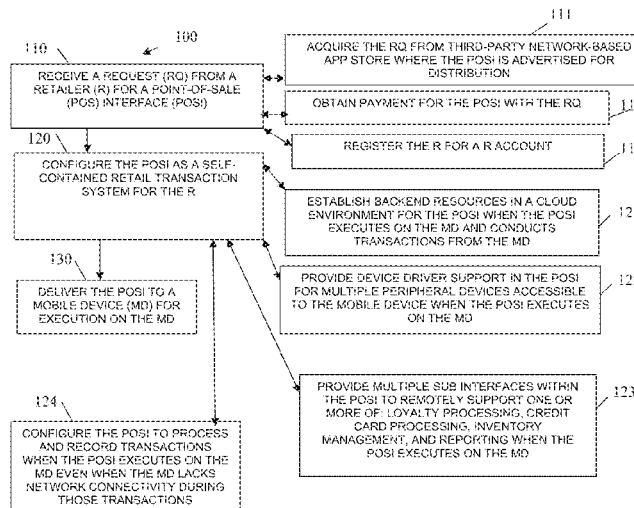 100
110
RECEIVE A REQUEST (RQ) FROM A
RETAILER (R) FOR A POINT-OF-SALE
(POS) INTERFACE (POSI)
111
ACQUIRE THE RQ FROM THIRD-PARTY NETWORK-BASED
APP STORE WHERE THE POSI IS ADVERTISED FOR
DISTRIBUTION
OBTAIN PAYMENT FOR THE POSI WITH THE RQ
REGISTER THE R FOR A R ACCOUNT
120
CONFIGURE THE POSI AS A SELF-
CONTAINED RETAIL TRANSACTION
SYSTEM FOR THE R
ESTABLISH BACKEND RESOURCES IN A CLOUD
ENVIRONMENT FOR THE POSI WHEN THE POSI
EXECUTES ON THE MD AND CONDUCTS
TRANSACTIONS FROM THE MD
130
DELIVER THE POSI TO A
MOBILE DEVICE (MD) FOR
EXECUTION ON THE MD
PROVIDE DEVICE DRIVER SUPPORT IN THE POSI
FOR MULTIPLE PERIPHERAL DEVICES ACCESSIBLE
TO THE MOBILE DEVICE WHEN THE POSI EXECUTES
ON THE MD
123
PROVIDE MULTIPLE SUB INTERFACES WITHIN
THE POSI TO REMOTELY SUPPORT ONE OR
MORE OF: LOYALTY PROCESSING, CREDIT
CARD PROCESSING, INVENTORY
MANAGEMENT, AND REPORTING WHEN THE
POSI EXECUTES ON THE MD
124
CONFIGURE THE POSI TO PROCESS
AND RECORD TRANSACTIONS
WHEN THE POSI EXECUTES ON THE
MD EVEN WHEN THE MD LACKS
NETWORK CONNECTIVITY DURING
THOSE TRANSACTIONS